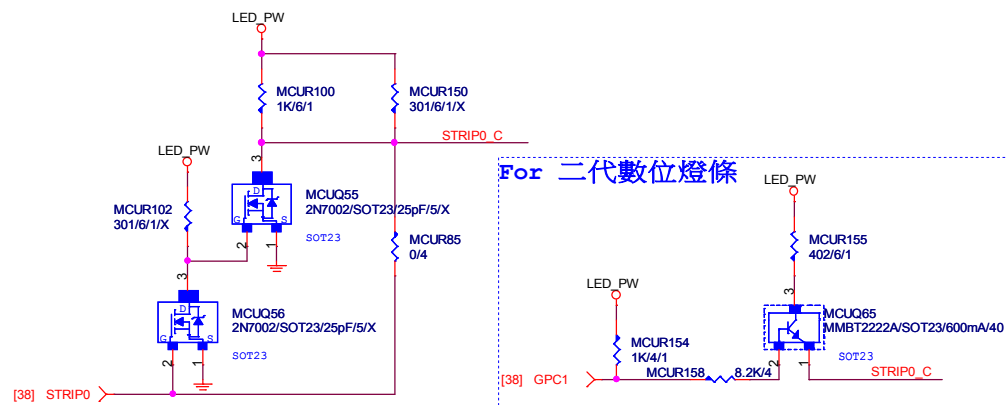 LED_PW
MCUR100
1K/6/1
MCUR150
301/6/1/X
STRIP0_C
LED_PW
3
D
G
S
2
1
MCUQ55
2N7002/SOT23/25pF/5/X
SOT23
MCUR102
301/6/1/X
MCUR85
0/4
3
D
G
S
2
1
MCUQ56
2N7002/SOT23/25pF/5/X
SOT23
[38] STRIP0
For 二代數位燈條
LED_PW
MCUR155
402/6/1
LED_PW
3
MCUQ65
MMBT2222A/SOT23/600mA/40
SOT23
2
1
MCUR154
1K/4/1
MCUR158
8.2K/4
[38] GPC1
STRIP0_C